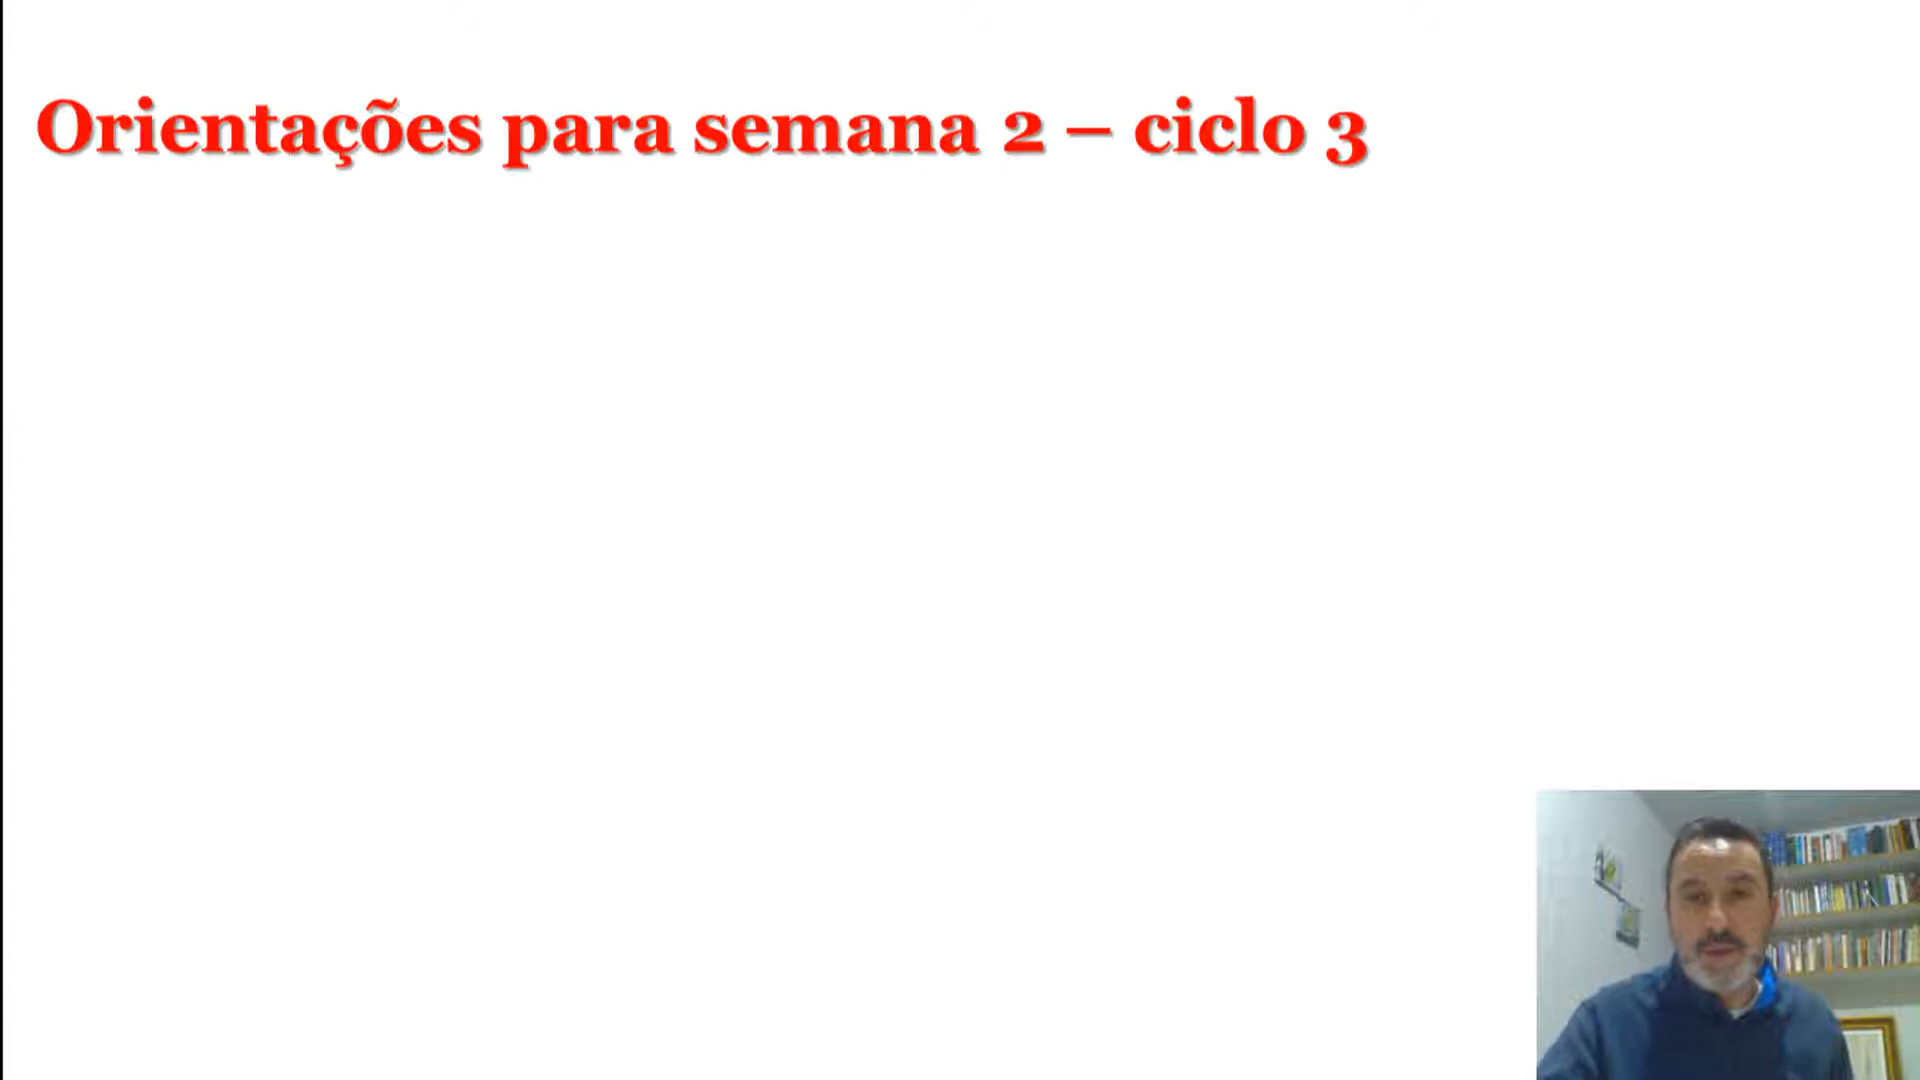 Orientações para semana 2 – ciclo 3